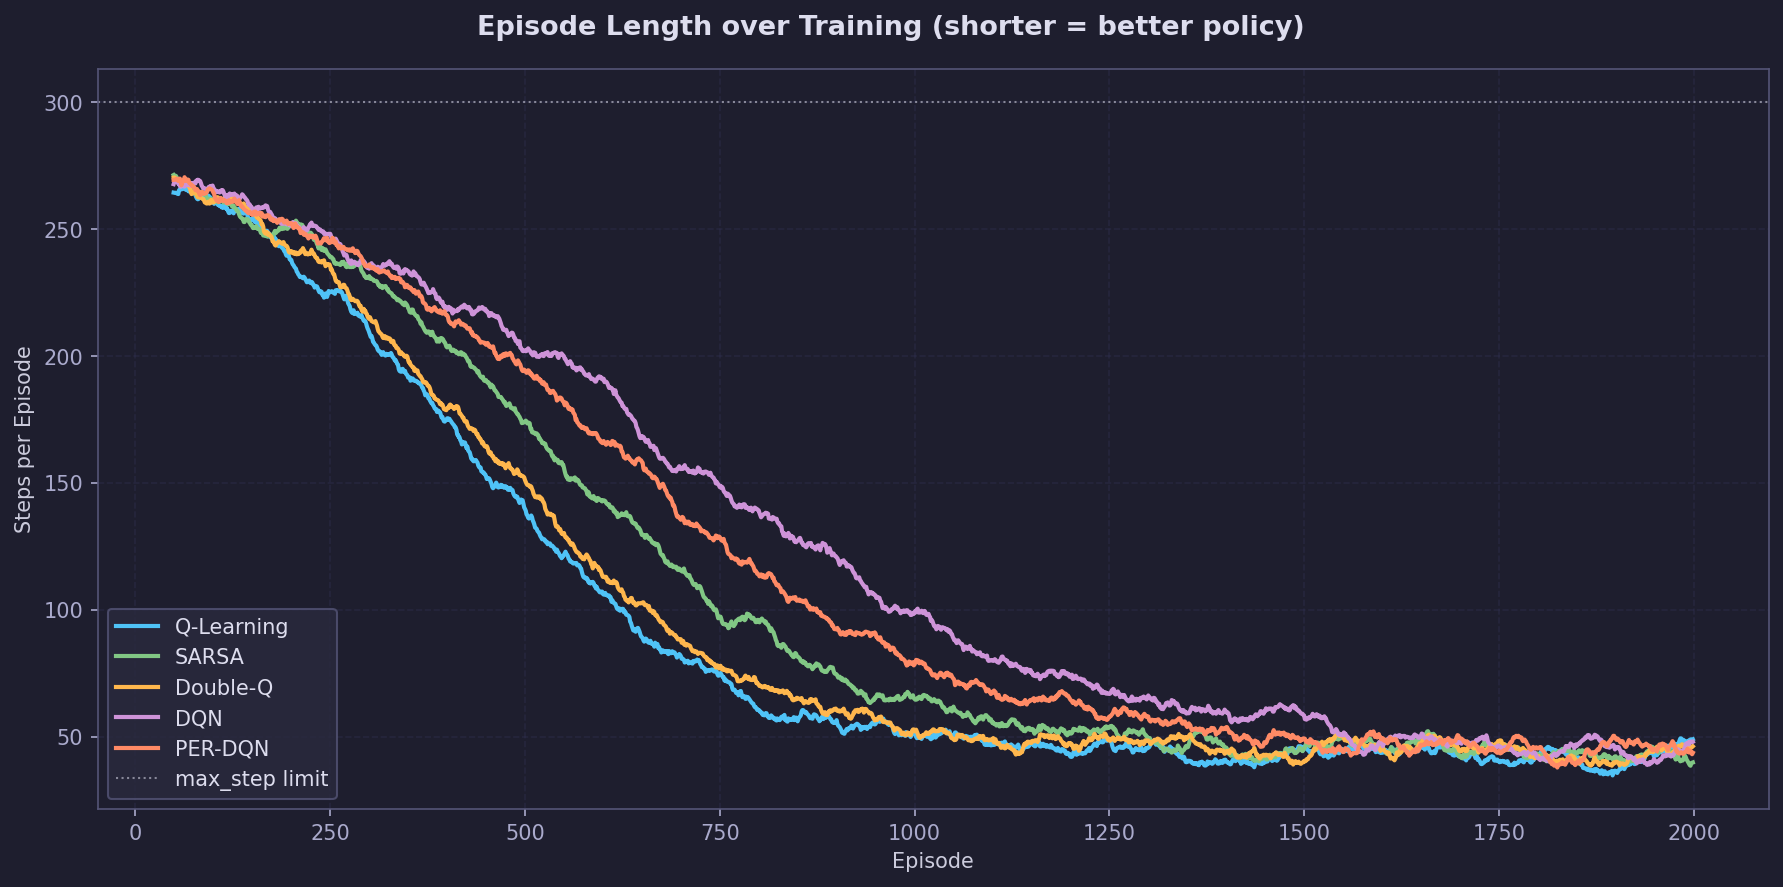 Episode Length over Training (shorter = better policy)
300
250
200
150
100
50
Steps per Episode
Q-Learning
SARSA
Double-Q
DQN
PER-DQN
max_step limit
0 250 500 750 1000 1250 1500 1750 2000
Episode